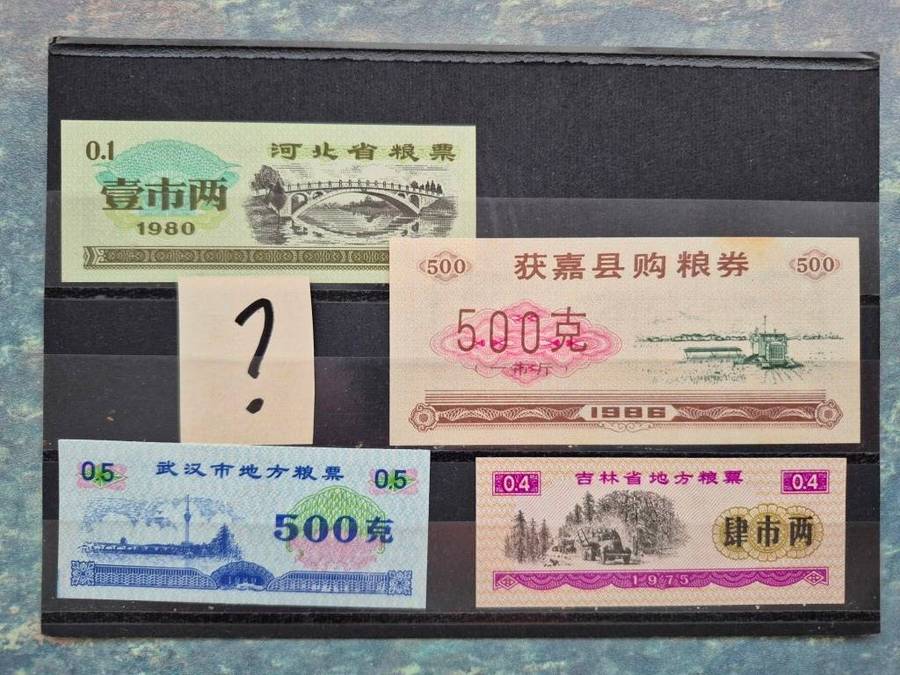 0.1
河北省粮票
壹市两
1980
?
500
获嘉县购粮券
500
500克
一市斤
1986
0.5
武汉市地方粮票
0.5
500克
0.4
吉林省地方粮票
0.4
肆市两
1975